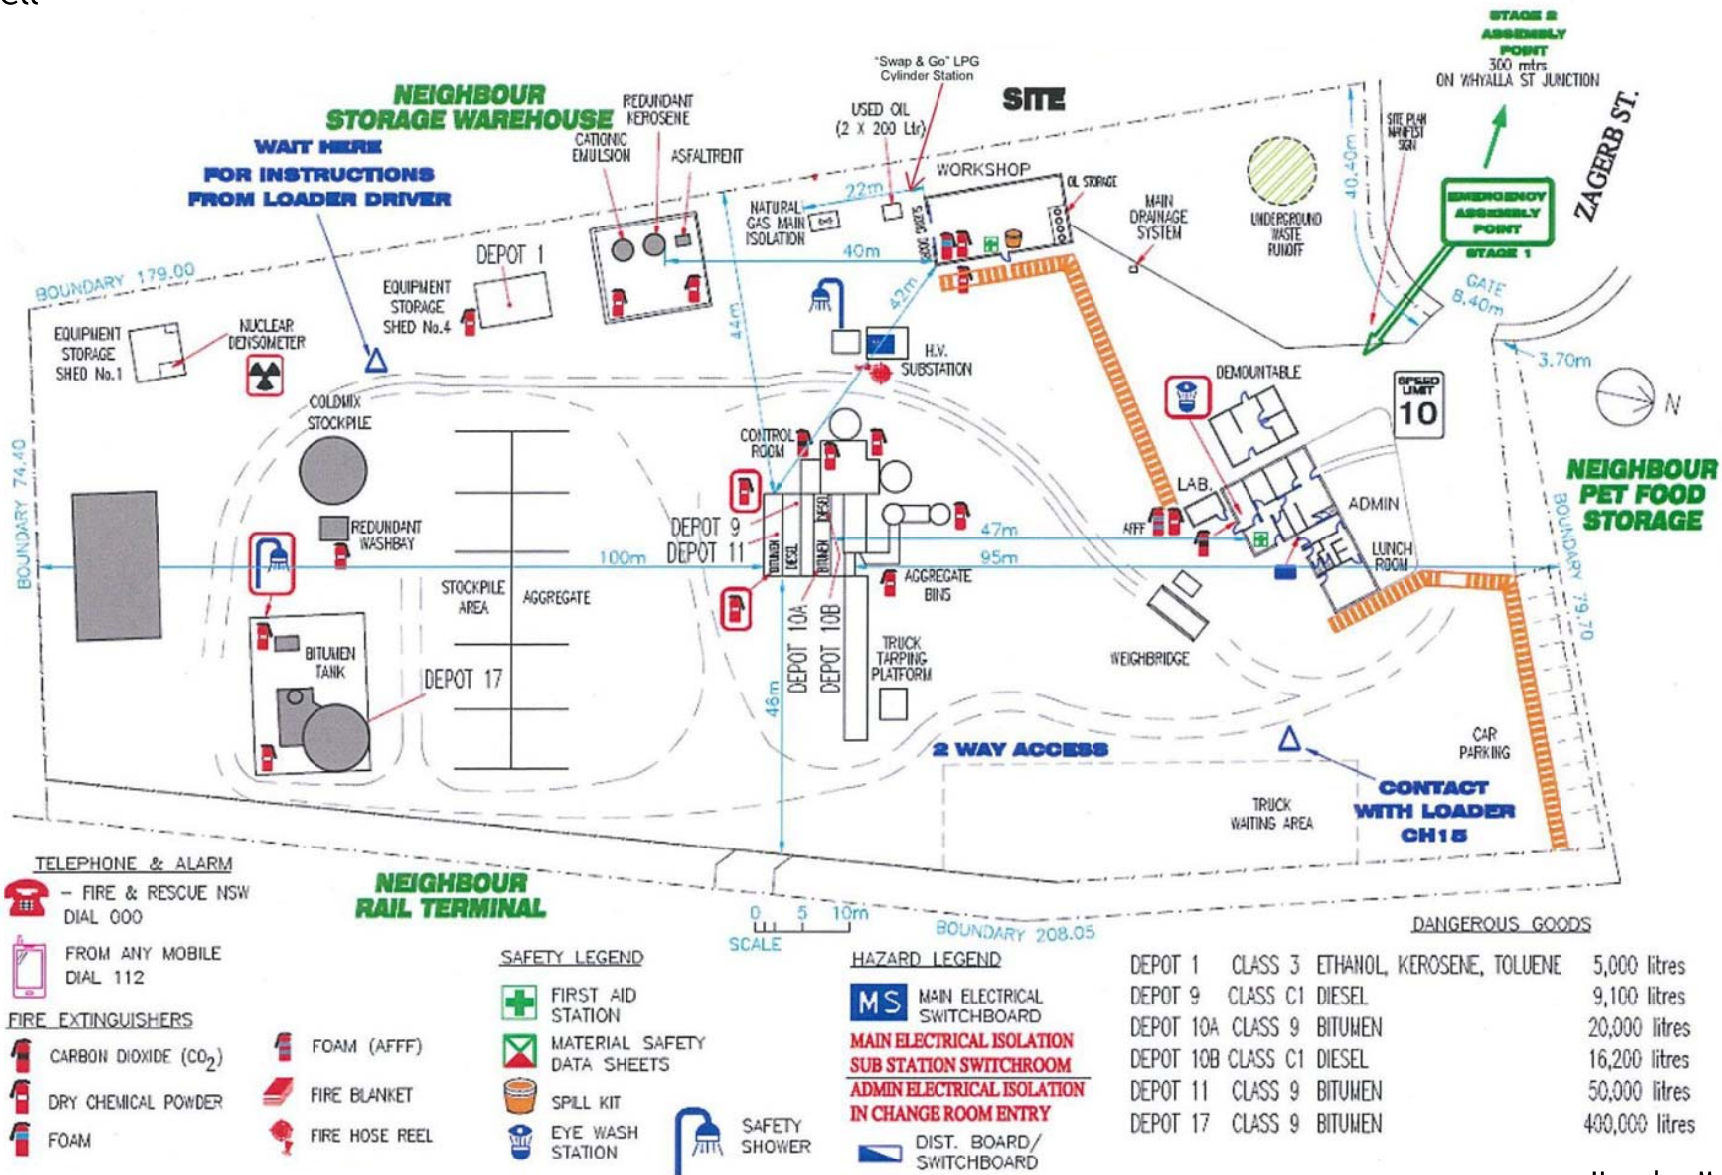 STAGE 2
ASSEMBLY
POINT
300 mtrs
ON WHYALLA ST JUNCTION
"Swap & Go" LPG
Cylinder Station
SITE
ZAGERB ST.
NEIGHBOUR
STORAGE WAREHOUSE
REDUNDANT
KEROSENE
CATIONIC
EMULSION
ASFALTRENT
USED OIL
(2 X 200 Ltr)
WAIT HERE
FOR INSTRUCTIONS
FROM LOADER DRIVER
SITE PLAN
MANIFEST
SIGN
40.40m
WORKSHOP
OIL STORAGE
22m
NATURAL
GAS MAIN
ISOLATION
MAIN
DRAINAGE
SYSTEM
UNDERGROUND
WASTE
RUNOFF
EMERGENCY
ASSEMBLY
POINT
STAGE 1
GATE
8.40m
BOUNDARY 179.00
DEPOT 1
EQUIPMENT
STORAGE
SHED No.4
40m
42m
44m
EQUIPMENT
STORAGE
SHED No.1
NUCLEAR
DENSOMETER
H.V.
SUBSTATION
DEMOUNTABLE
SPEED
LIMIT
10
3.70m
N
COLDMIX
STOCKPILE
CONTROL
ROOM
NEIGHBOUR
PET FOOD
STORAGE
BOUNDARY 74.40
REDUNDANT
WASHBAY
DEPOT 9
DEPOT 11
BITUMEN
DIESEL
BITUMEN
DIESEL
LAB.
AFFF
ADMIN
LUNCH
ROOM
47m
100m
95m
BOUNDARY 79.70
STOCKPILE
AREA
AGGREGATE
AGGREGATE
BINS
DEPOT 10A
DEPOT 10B
BITUMEN
TANK
DEPOT 17
TRUCK
TARPING
PLATFORM
WEIGHBRIDGE
46m
2 WAY ACCESS
CAR
PARKING
CONTACT
WITH LOADER
CH15
TRUCK
WAITING AREA
NEIGHBOUR
RAIL TERMINAL
0 5 10m
SCALE
BOUNDARY 208.05
TELEPHONE & ALARM
- FIRE & RESCUE NSW
DIAL 000
FROM ANY MOBILE
DIAL 112
FIRE EXTINGUISHERS
CARBON DIOXIDE (CO2)
DRY CHEMICAL POWDER
FOAM
FOAM (AFFF)
FIRE BLANKET
FIRE HOSE REEL
SAFETY LEGEND
FIRST AID
STATION
MATERIAL SAFETY
DATA SHEETS
SPILL KIT
EYE WASH
STATION
SAFETY
SHOWER
HAZARD LEGEND
MS MAIN ELECTRICAL
SWITCHBOARD
MAIN ELECTRICAL ISOLATION
SUB STATION SWITCHROOM
ADMIN ELECTRICAL ISOLATION
IN CHANGE ROOM ENTRY
DIST. BOARD/
SWITCHBOARD
DANGEROUS GOODS
DEPOT 1 CLASS 3 ETHANOL, KEROSENE, TOLUENE 5,000 litres
DEPOT 9 CLASS C1 DIESEL 9,100 litres
DEPOT 10A CLASS 9 BITUMEN 20,000 litres
DEPOT 10B CLASS C1 DIESEL 16,200 litres
DEPOT 11 CLASS 9 BITUMEN 50,000 litres
DEPOT 17 CLASS 9 BITUMEN 400,000 litres